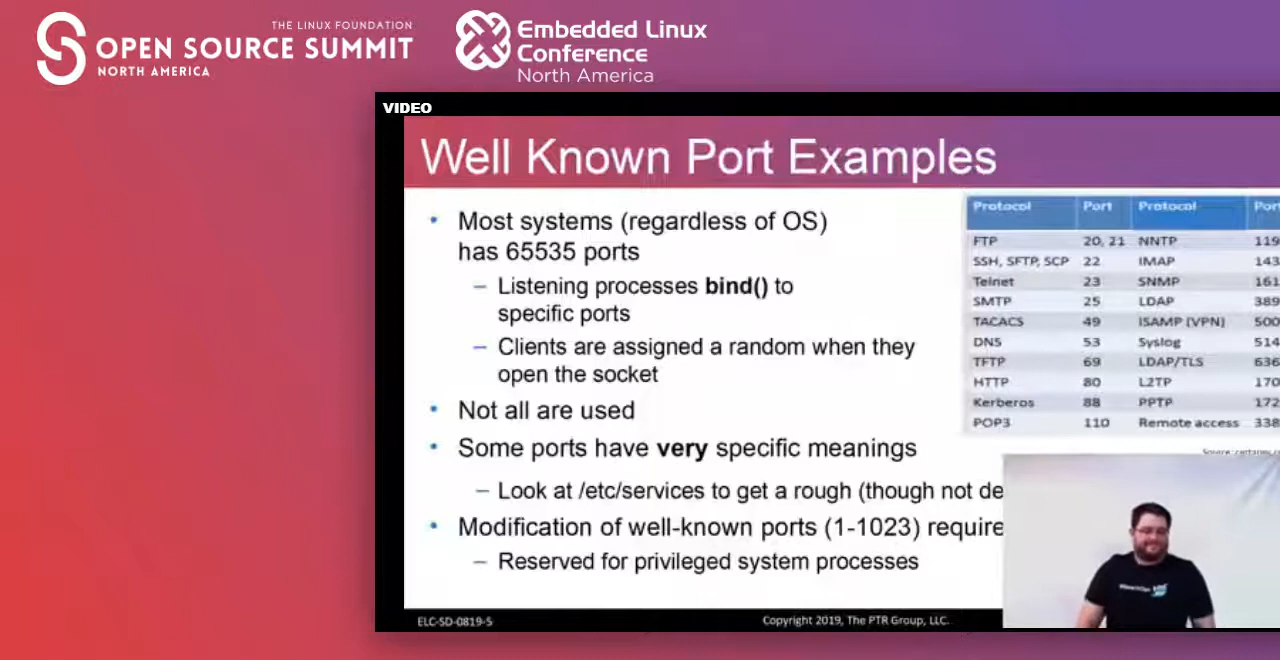 THE LINUX FOUNDATION
OPEN SOURCE SUMMIT
NORTH AMERICA
Embedded Linux
Conference
North America
VIDEO
Well Known Port Examples
• Most systems (regardless of OS)
has 65535 ports
– Listening processes bind() to
specific ports
– Clients are assigned a random when they
open the socket
• Not all are used
• Some ports have very specific meanings
– Look at /etc/services to get a rough (though not de
• Modification of well-known ports (1-1023) require
– Reserved for privileged system processes
Protocol Port Protocol Port
FTP 20, 21 NNTP 119
SSH, SFTP, SCP 22 IMAP 143
Telnet 23 SNMP 161
SMTP 25 LDAP 389
TACACS 49 ISAMP (VPN) 500
DNS 53 Syslog 514
TFTP 69 LDAP/TLS 636
HTTP 80 L2TP 170
Kerberos 88 PPTP 172
POP3 110 Remote access 338
ELC-SD-0819-5
Copyright 2019, The PTR Group, LLC.